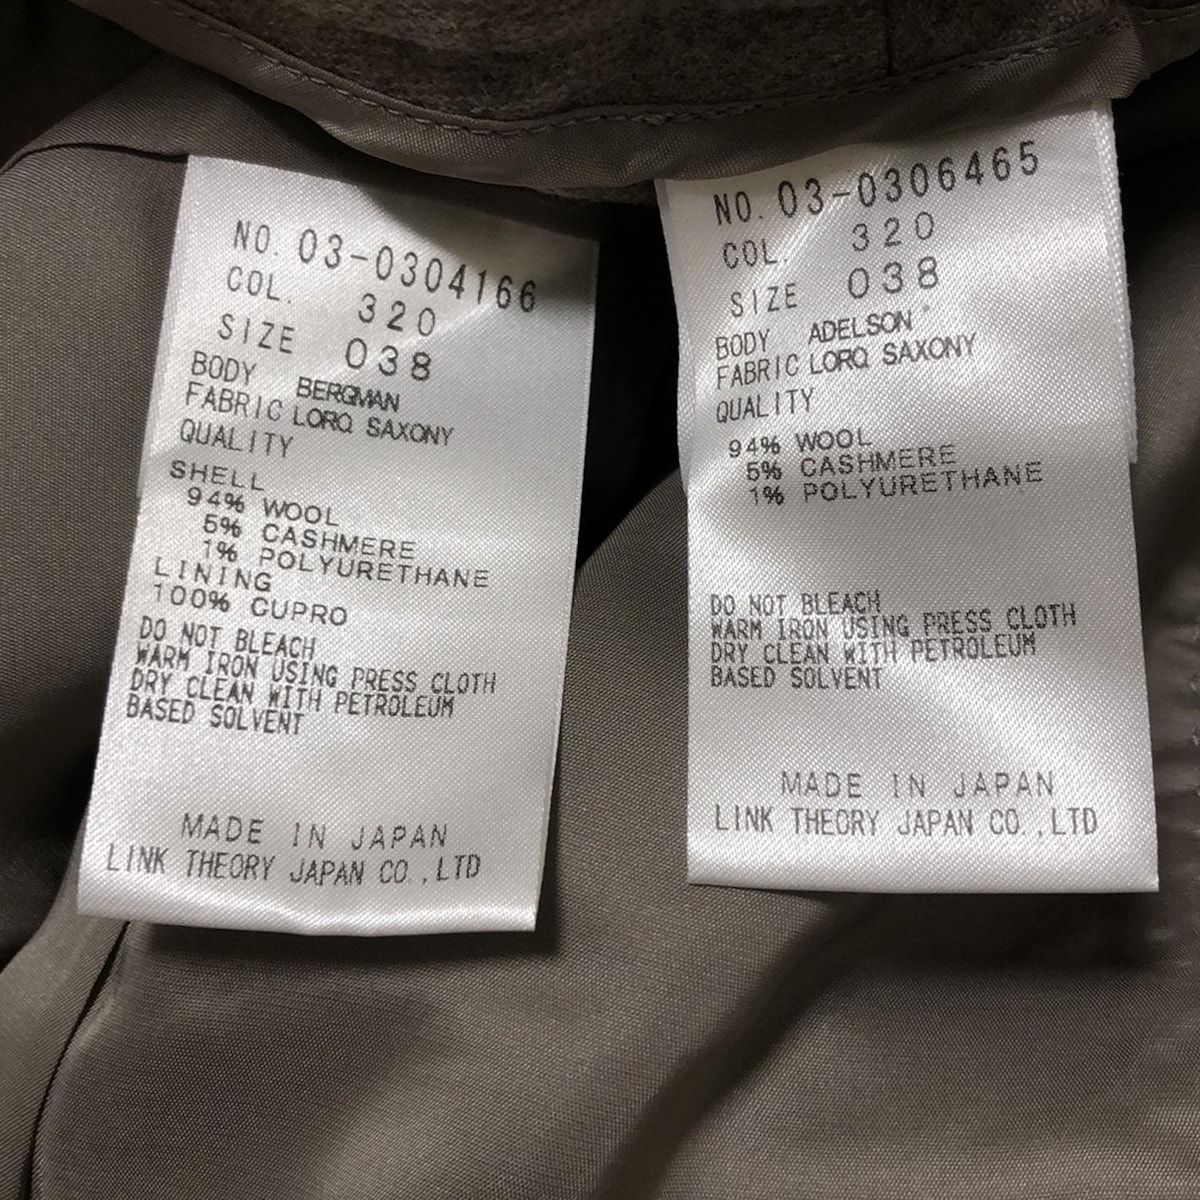 NO. 03-0304166
COL. 320
SIZE 038
BODY BERGMAN
FABRIC LORQ SAXONY
QUALITY
SHELL
94% WOOL
5% CASHMERE
1% POLYURETHANE
LINING
100% CUPRO
DO NOT BLEACH
WARM IRON USING PRESS CLOTH
DRY CLEAN WITH PETROLEUM
BASED SOLVENT
MADE IN JAPAN
LINK THEORY JAPAN CO.,LTD
NO. 03-0306465
COL. 320
SIZE 038
BODY ADELSON
FABRIC LORQ SAXONY
QUALITY
94% WOOL
5% CASHMERE
1% POLYURETHANE
DO NOT BLEACH
WARM IRON USING PRESS CLOTH
DRY CLEAN WITH PETROLEUM
BASED SOLVENT
MADE IN JAPAN
LINK THEORY JAPAN CO.,LTD